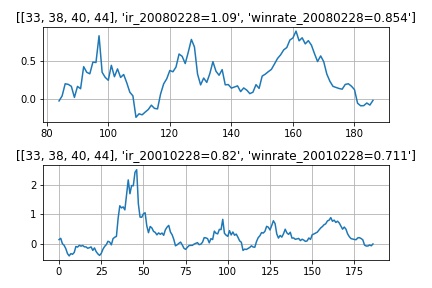 [[33, 38, 40, 44], 'ir_20080228=1.09', 'winrate_20080228=0.854']
0.5
0.0
80 100 120 140 160 180
[[33, 38, 40, 44], 'ir_20010228=0.82', 'winrate_20010228=0.711']
2
1
0
0 25 50 75 100 125 150 175